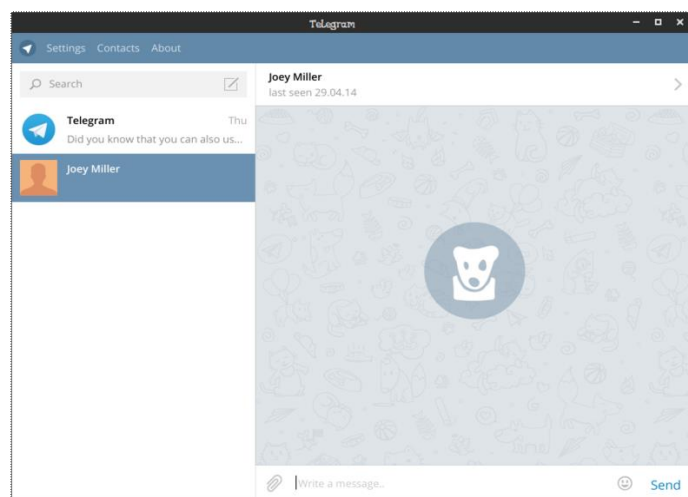 Telegram
Settings Contacts About
Search
Joey Miller
last seen 29.04.14
Telegram Thu
Did you know that you can also us...
Joey Miller
Write a message..
Send